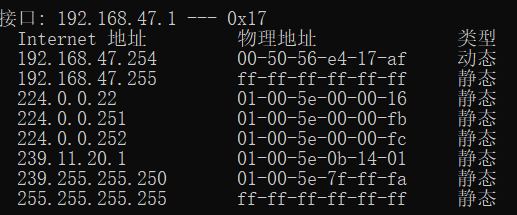 接口: 192.168.47.1 --- 0x17
Internet 地址 物理地址 类型
192.168.47.254 00-50-56-e4-17-af 动态
192.168.47.255 ff-ff-ff-ff-ff-ff 静态
224.0.0.22 01-00-5e-00-00-16 静态
224.0.0.251 01-00-5e-00-00-fb 静态
224.0.0.252 01-00-5e-00-00-fc 静态
239.11.20.1 01-00-5e-0b-14-01 静态
239.255.255.250 01-00-5e-7f-ff-fa 静态
255.255.255.255 ff-ff-ff-ff-ff-ff 静态